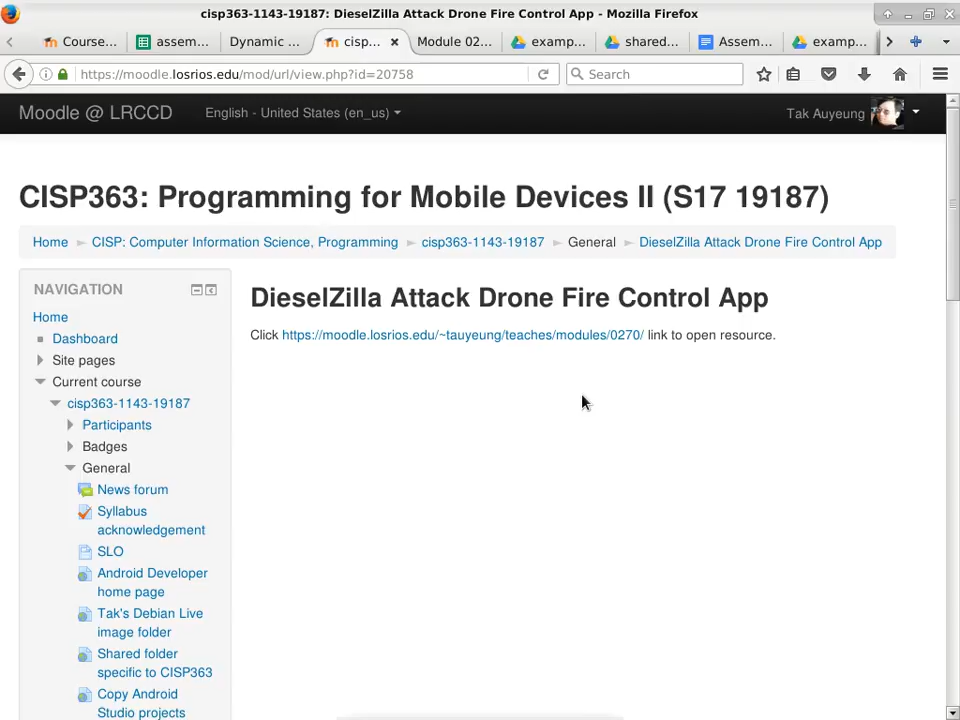 cisp363-1143-19187: DieselZilla Attack Drone Fire Control App - Mozilla Firefox
Course... assem... Dynamic ... cisp... Module 02... examp... shared... Assem... examp...
https://moodle.losrios.edu/mod/url/view.php?id=20758 Search
Moodle @ LRCCD English - United States (en_us) Tak Auyeung
CISP363: Programming for Mobile Devices II (S17 19187)
Home CISP: Computer Information Science, Programming cisp363-1143-19187 General DieselZilla Attack Drone Fire Control App
NAVIGATION
Home
Dashboard
Site pages
Current course
cisp363-1143-19187
Participants
Badges
General
News forum
Syllabus
acknowledgement
SLO
Android Developer
home page
Tak's Debian Live
image folder
Shared folder
specific to CISP363
Copy Android
Studio projects
DieselZilla Attack Drone Fire Control App
Click https://moodle.losrios.edu/~tauyeung/teaches/modules/0270/ link to open resource.